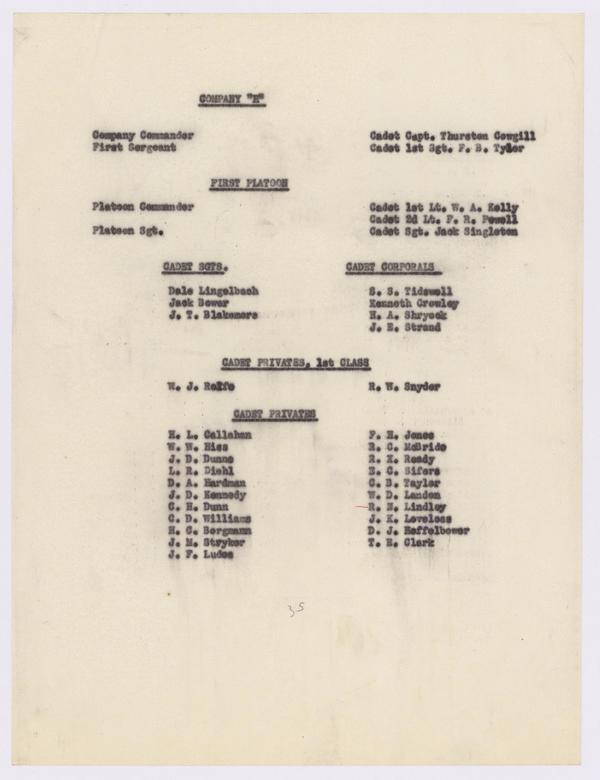 COMPANY "E"
Company Commander Cadet Capt. Thurston Cowgill
First Sergeant Cadet 1st Sgt. F. B. Tyler
FIRST PLATOON
Platoon Commander Cadet 1st Lt. W. A. Kelly
Cadet 2d Lt. F. R. Powell
Platoon Sgt. Cadet Sgt. Jack Singleton
CADET SGTS. CADET CORPORALS
Dale Lingelbach S. S. Tidwell
Jack Bower Kenneth Crowley
J. T. Blakemore H. A. Shryock
J. E. Strand
CADET PRIVATES, 1st CLASS
W. J. Rolfe R. W. Snyder
CADET PRIVATES
H. L. Callahan F. H. Jones
W. W. Hiss R. C. McBride
J. D. Dunne R. X. Ready
L. R. Diehl E. C. Sifers
D. A. Hardman C. B. Taylor
J. D. Kennedy W. D. Landon
C. H. Dunn R. N. Lindley
C. D. Williams J. K. Loveless
H. C. Bergmann D. J. Heffelbower
J. M. Stryker T. E. Clark
J. F. Ludes
35